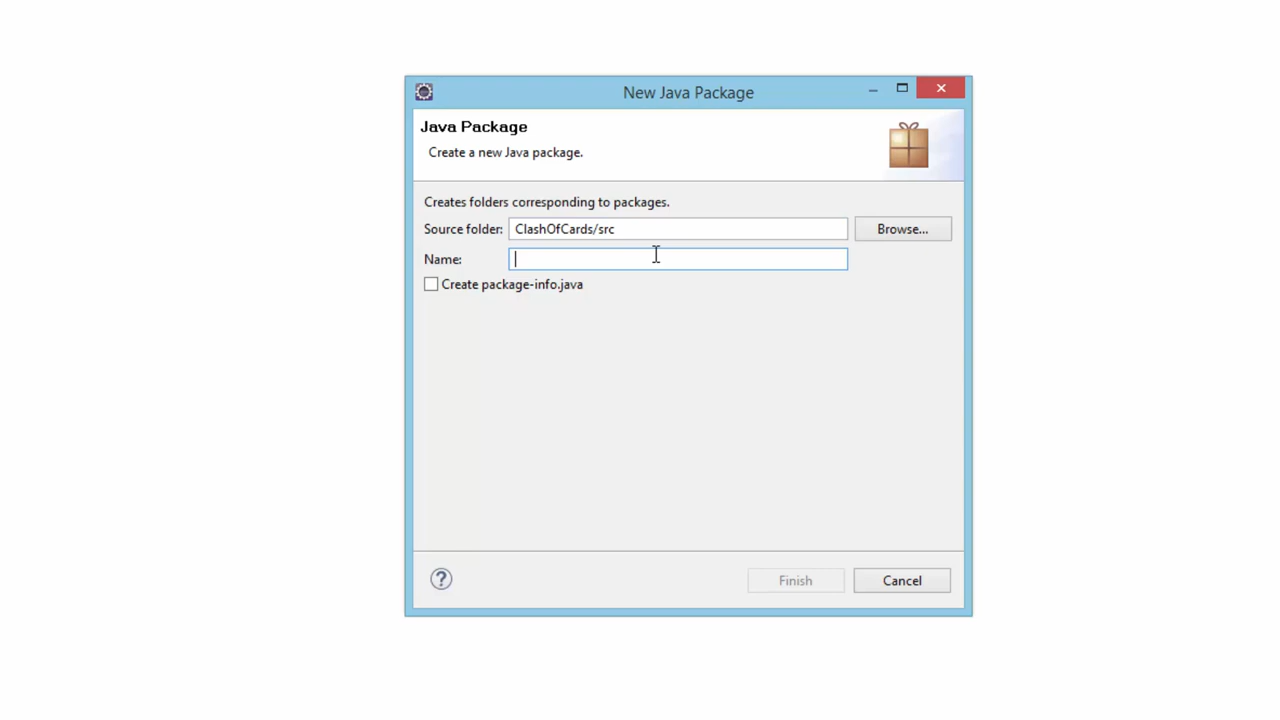 New Java Package
Java Package
Create a new Java package.
Creates folders corresponding to packages.
Source folder: ClashOfCards/src Browse...
Name:
Create package-info.java
? Finish Cancel